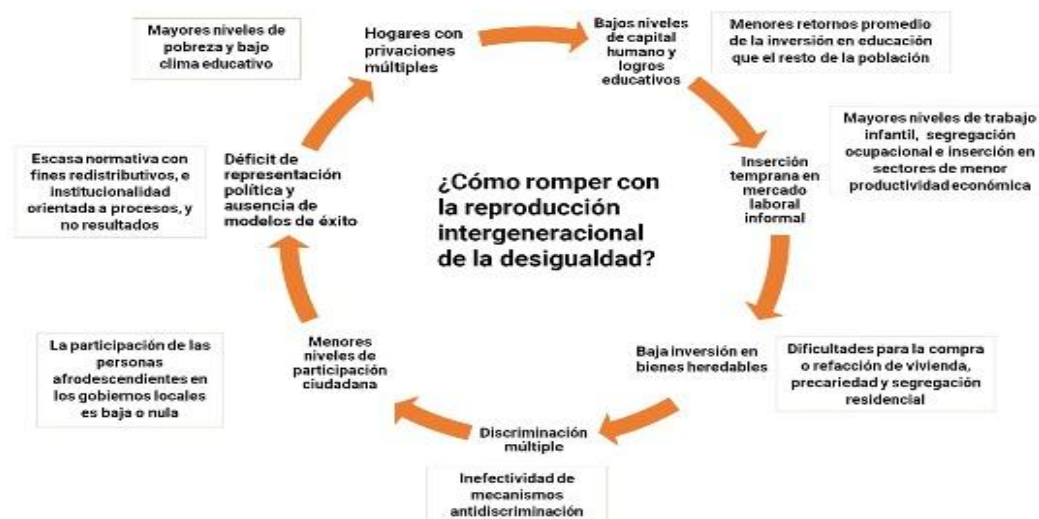 Mayores niveles de
pobreza y bajo
clima educativo
Hogares con
privaciones
múltiples
Bajos niveles
de capital
humano y
logros
educativos
Menores retornos promedio
de la inversión en educación
que el resto de la población
Mayores niveles de trabajo
infantil, segregación
ocupacional e inserción en
sectores de menor
productividad económica
Inserción
temprana en
mercado
laboral
informal
Escasa normativa con
fines redistributivos, e
institucionalidad
orientada a procesos, y
no resultados
Déficit de
representación
política y
ausencia de
modelos de éxito
¿Cómo romper con
la reproducción
intergeneracional
de la desigualdad?
La participación de las
personas
afrodescendientes en
los gobiernos locales
es baja o nula
Menores
niveles de
participación
ciudadana
Baja inversión en
bienes heredables
Dificultades para la compra
o refacción de vivienda,
precariedad y segregación
residencial
Discriminación
múltiple
Inefectividad de
mecanismos
antidiscriminación